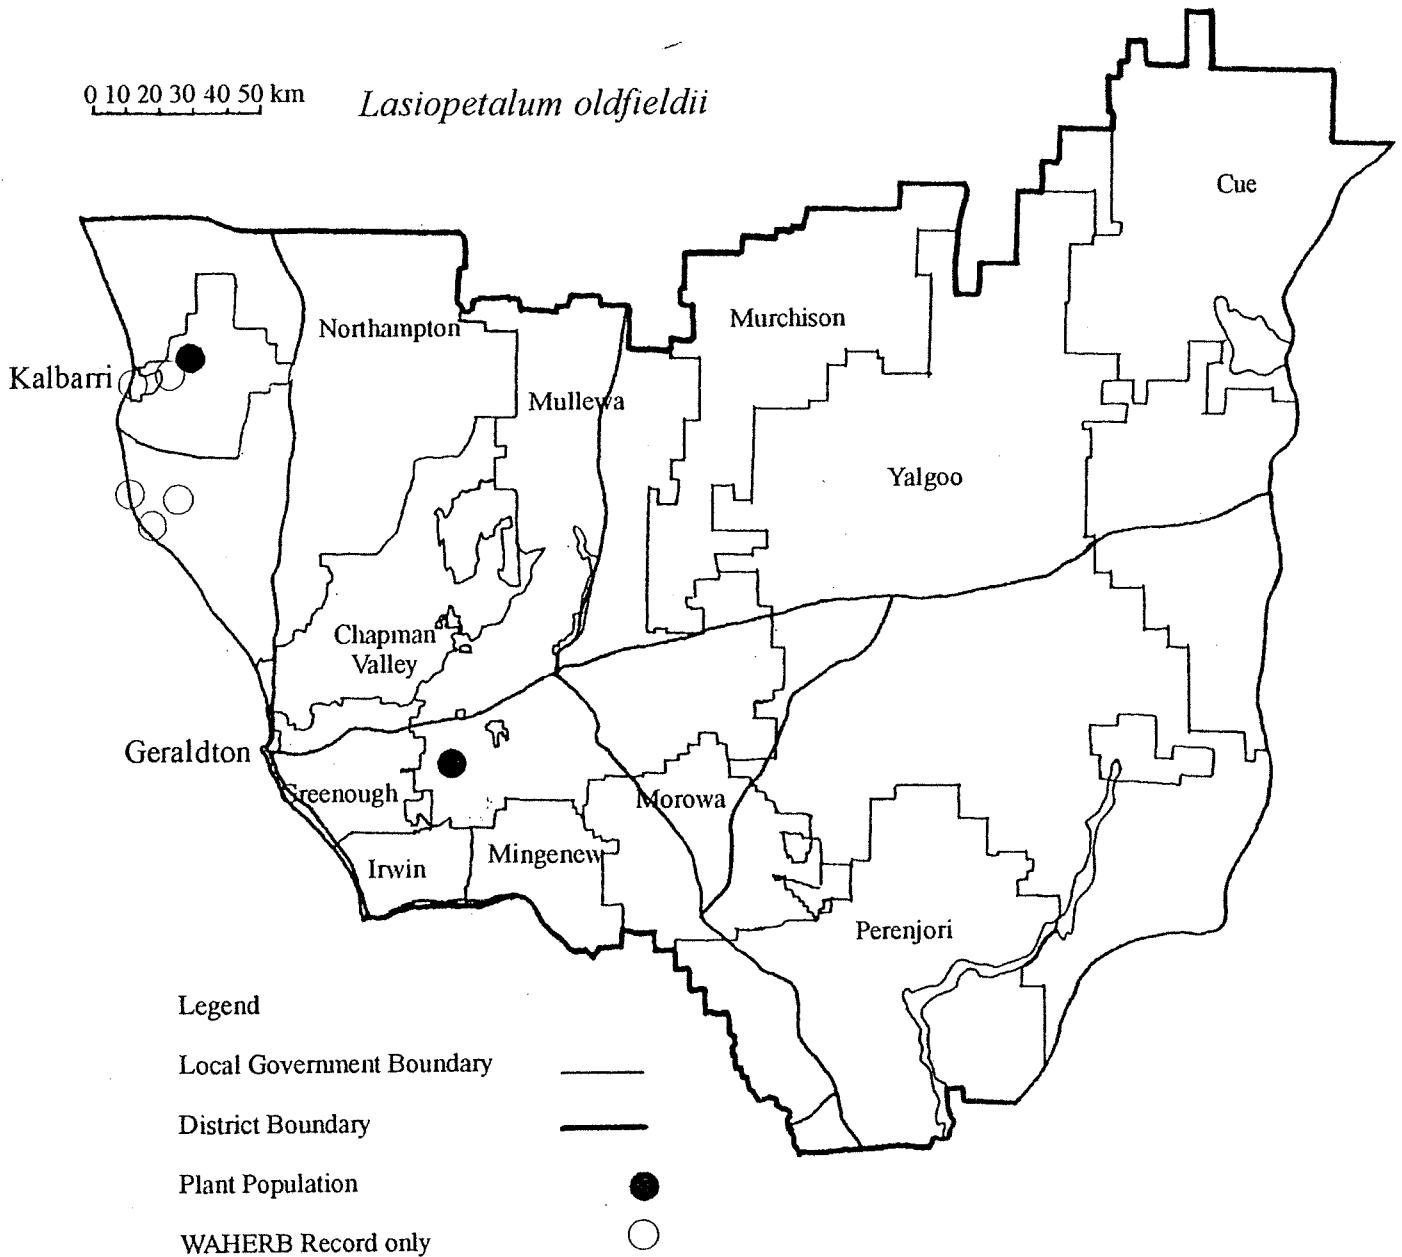 0 10 20 30 40 50 km
Lasiopetalum oldfieldii
Cue
Northampton
Murchison
Kalbarri
Mullewa
Yalgoo
Chapman
Valley
Geraldton
Greenough
Morowa
Irwin
Mingenew
Perenjori
Legend
Local Government Boundary
District Boundary
Plant Population
WAHERB Record only